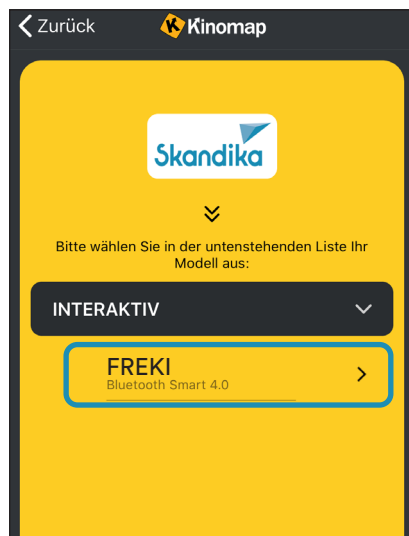 Zurück
Kinomap
Skandika
Bitte wählen Sie in der untenstehenden Liste Ihr
Modell aus:
INTERAKTIV
FREKI
Bluetooth Smart 4.0